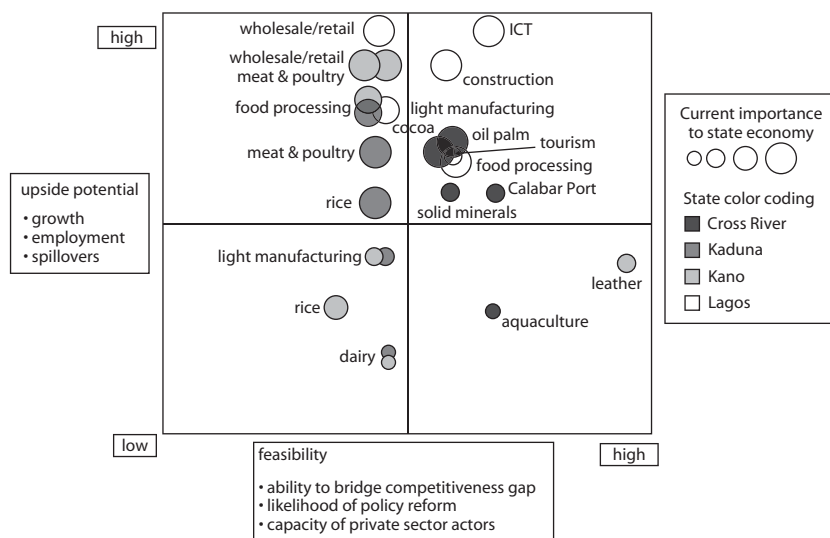 high
wholesale/retail
ICT
wholesale/retail
meat & poultry
construction
food processing
light manufacturing
cocoa
oil palm
tourism
meat & poultry
food processing
Calabar Port
rice
solid minerals
light manufacturing
leather
rice
aquaculture
dairy
upside potential
• growth
• employment
• spillovers
Current importance
to state economy
State color coding
Cross River
Kaduna
Kano
Lagos
low
high
feasibility
• ability to bridge competitiveness gap
• likelihood of policy reform
• capacity of private sector actors